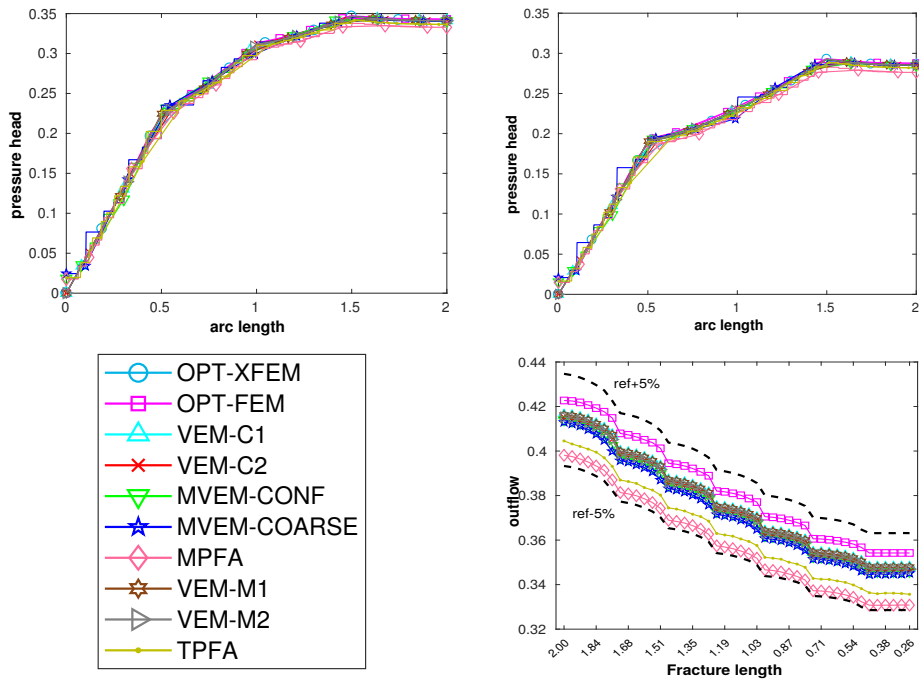 0.35
0.3
0.25
0.2
0.15
0.1
0.05
0
pressure head
0 0.5 1 1.5 2
arc length
0.35
0.3
0.25
0.2
0.15
0.1
0.05
0
pressure head
0 0.5 1 1.5 2
arc length
OPT-XFEM
OPT-FEM
VEM-C1
VEM-C2
MVEM-CONF
MVEM-COARSE
MPFA
VEM-M1
VEM-M2
TPFA
0.44
0.42
0.4
0.38
0.36
0.34
0.32
outflow
ref+5%
ref-5%
2.00 1.84 1.68 1.51 1.35 1.19 1.03 0.87 0.71 0.54 0.38 0.26
Fracture length